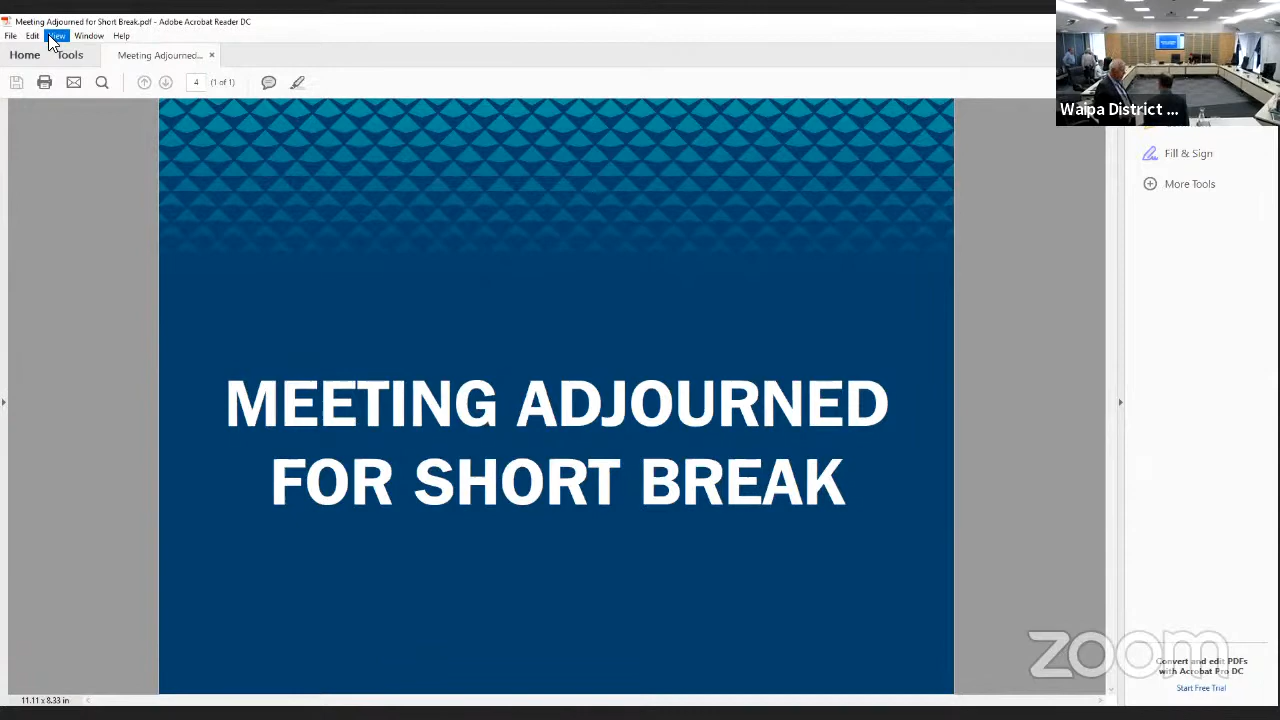 Meeting Adjourned for Short Break.pdf - Adobe Acrobat Reader DC
File Edit View Window Help
Home Tools Meeting Adjourned... ×
4 (1 of 1)
Waipa District ...
Fill & Sign
More Tools
MEETING ADJOURNED
FOR SHORT BREAK
zoom
Convert and edit PDFs
with Acrobat Pro DC
Start Free Trial
11.11 x 8.33 in